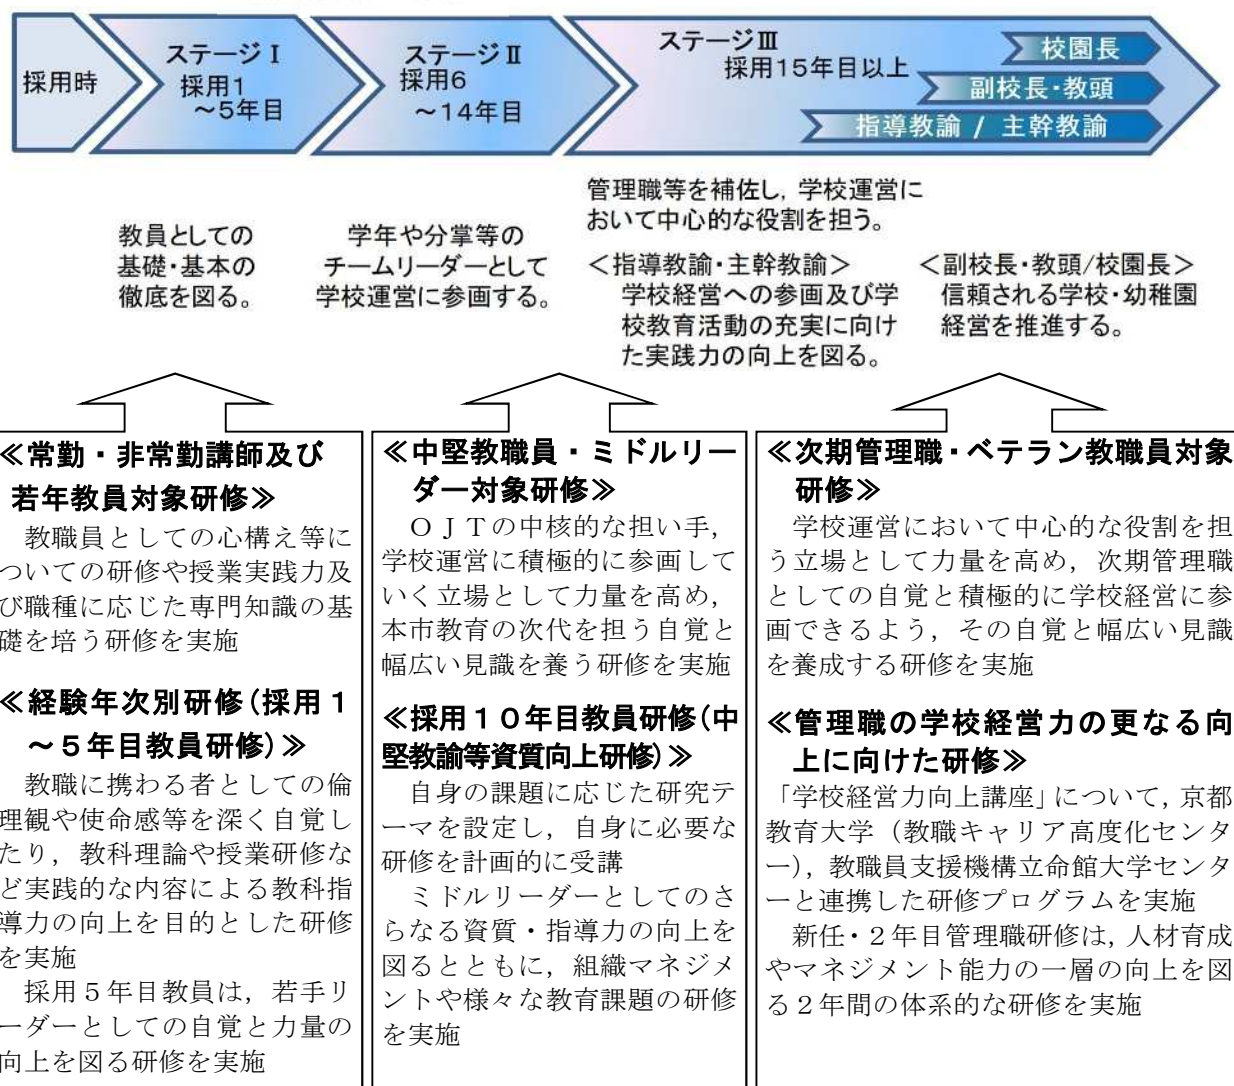 採用時
ステージⅠ
採用1
～5年目
ステージⅡ
採用6
～14年目
ステージⅢ
採用15年目以上
校園長
副校長・教頭
指導教諭 / 主幹教諭
教員としての
基礎・基本の
徹底を図る。
学年や分掌等の
チームリーダーとして
学校運営に参画する。
管理職等を補佐し，学校運営に
おいて中心的な役割を担う。
＜指導教諭・主幹教諭＞
学校経営への参画及び学
校教育活動の充実に向け
た実践力の向上を図る。
＜副校長・教頭/校園長＞
信頼される学校・幼稚園
経営を推進する。
≪常勤・非常勤講師及び
若年教員対象研修≫
教職員としての心構え等に
ついての研修や授業実践力及
び職種に応じた専門知識の基
礎を培う研修を実施
≪経験年次別研修（採用１
～５年目教員研修）≫
教職に携わる者としての倫
理観や使命感等を深く自覚し
たり，教科理論や授業研修な
ど実践的な内容による教科指
導力の向上を目的とした研修
を実施
採用５年目教員は，若手リ
ーダーとしての自覚と力量の
向上を図る研修を実施
≪中堅教職員・ミドルリー
ダー対象研修≫
ＯＪＴの中核的な担い手，
学校運営に積極的に参画して
いく立場として力量を高め，
本市教育の次代を担う自覚と
幅広い見識を養う研修を実施
≪採用１０年目教員研修（中
堅教諭等資質向上研修）≫
自身の課題に応じた研究テ
ーマを設定し，自身に必要な
研修を計画的に受講
ミドルリーダーとしてのさ
らなる資質・指導力の向上を
図るとともに，組織マネジメ
ントや様々な教育課題の研修
を実施
≪次期管理職・ベテラン教職員対象
研修≫
学校運営において中心的な役割を担
う立場として力量を高め，次期管理職
としての自覚と積極的に学校経営に参
画できるよう，その自覚と幅広い見識
を養成する研修を実施
≪管理職の学校経営力の更なる向
上に向けた研修≫
「学校経営力向上講座」について，京都
教育大学（教職キャリア高度化センタ
ー），教職員支援機構立命館大学センタ
ーと連携した研修プログラムを実施
新任・２年目管理職研修は，人材育成
やマネジメント能力の一層の向上を図
る２年間の体系的な研修を実施